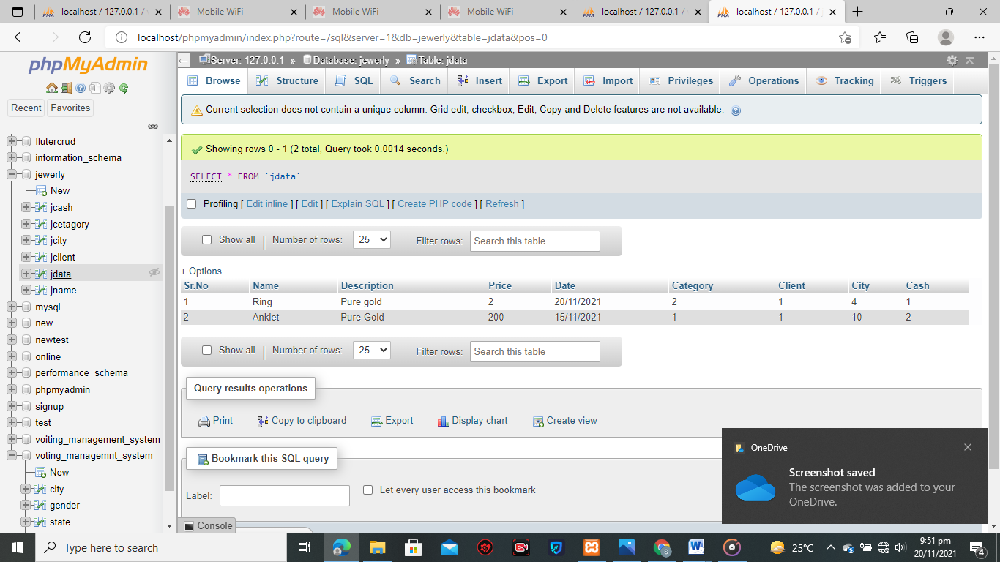 localhost / 127.0.0.1 / 
Mobile WiFi
Mobile WiFi
Mobile WiFi
localhost / 127.0.0.1 /
localhost / 127.0.0.1 /
localhost/phpmyadmin/index.php?route=/sql&server=1&db=jewerly&table=jdata&pos=0
phpMyAdmin
Recent Favorites
flutercrud
information_schema
jewerly
New
jcash
jcetagory
jcity
jclient
jdata
jname
mysql
new
newtest
online
performance_schema
phpmyadmin
signup
test
voiting_management_system
voting_managemnt_system
New
city
gender
state
Server: 127.0.0.1 » Database: jewerly » Table: jdata
Browse Structure SQL Search Insert Export Import Privileges Operations Tracking Triggers
Current selection does not contain a unique column. Grid edit, checkbox, Edit, Copy and Delete features are not available.
Showing rows 0 - 1 (2 total, Query took 0.0014 seconds.)
SELECT * FROM `jdata`
Profiling [ Edit inline ] [ Edit ] [ Explain SQL ] [ Create PHP code ] [ Refresh ]
Show all Number of rows: 25 Filter rows: Search this table
+ Options
Sr.No Name Description Price Date Category Client City Cash
1 Ring Pure gold 2 20/11/2021 2 1 4 1
2 Anklet Pure Gold 200 15/11/2021 1 1 10 2
Show all Number of rows: 25 Filter rows: Search this table
Query results operations
Print Copy to clipboard Export Display chart Create view
Bookmark this SQL query
Label: Let every user access this bookmark
Console
OneDrive
Screenshot saved
The screenshot was added to your
OneDrive.
Type here to search
25°C
9:51 pm
20/11/2021
4